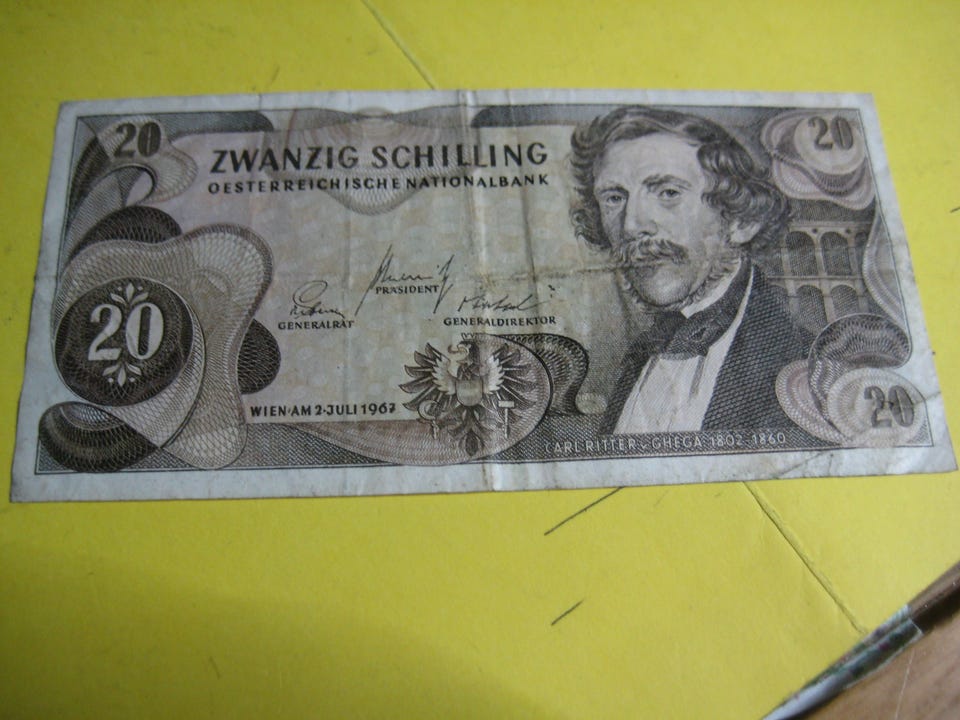 20
20
ZWANZIG SCHILLING
OESTERREICHISCHE NATIONALBANK
PRÄSIDENT
GENERALRAT
GENERALDIREKTOR
20
WIEN·AM 2·JULI 1967
20
CARL RITTER v. GHEGA 1802-1860